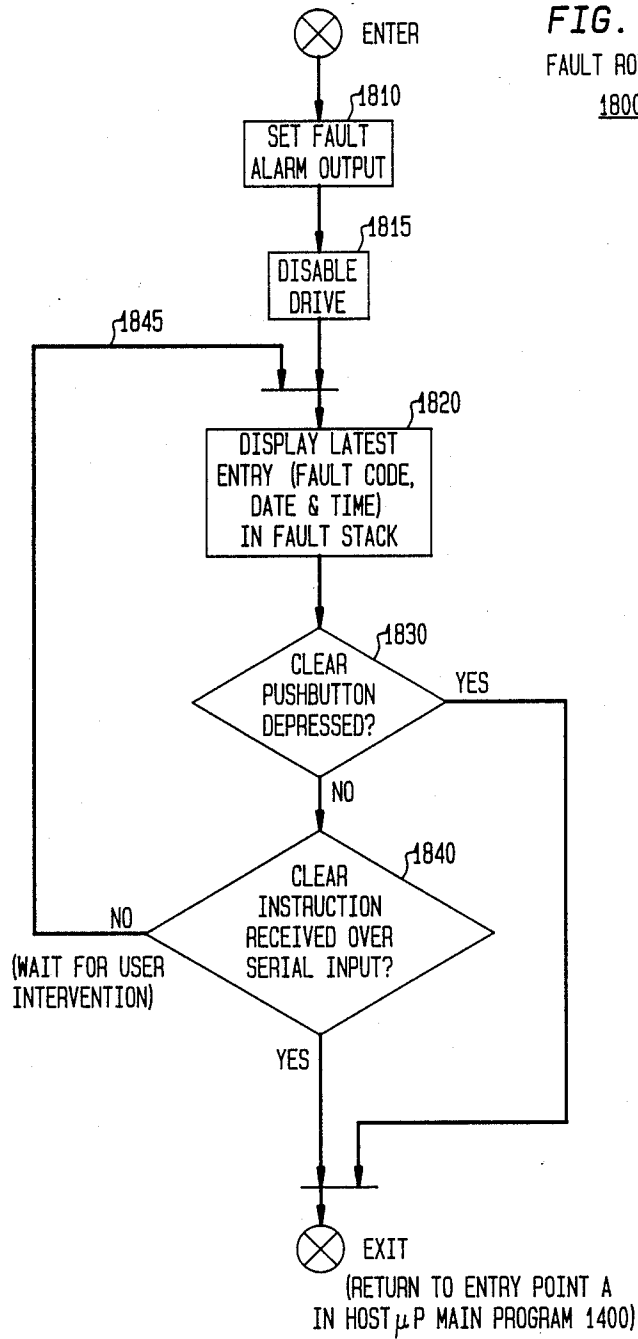 ENTER
FIG.
FAULT RO
1800
1810
SET FAULT
ALARM OUTPUT
1815
DISABLE
DRIVE
1845
1820
DISPLAY LATEST
ENTRY (FAULT CODE,
DATE & TIME)
IN FAULT STACK
1830
CLEAR
PUSHBUTTON
DEPRESSED?
YES
NO
1840
CLEAR
INSTRUCTION
RECEIVED OVER
SERIAL INPUT?
NO
(WAIT FOR USER
INTERVENTION)
YES
EXIT
(RETURN TO ENTRY POINT A
IN HOST μP MAIN PROGRAM 1400)